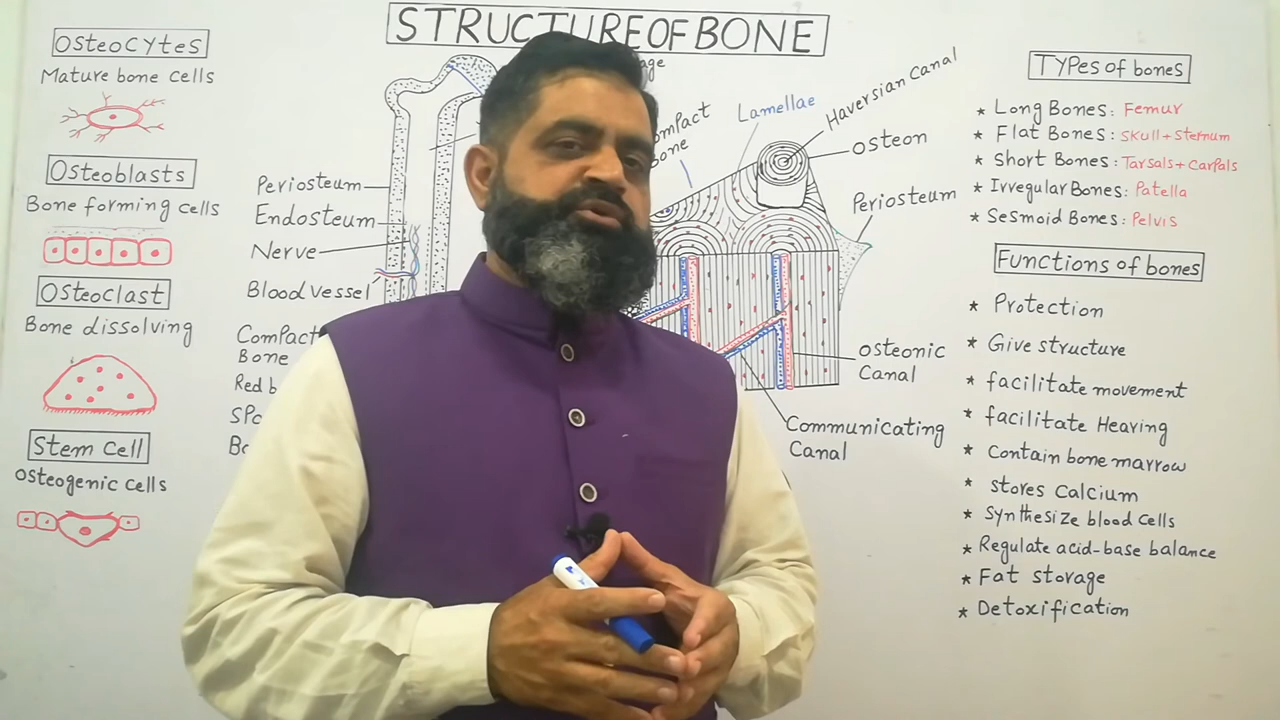 STRUCTURE OF BONE
Osteocytes
Mature bone cells
Osteoblasts
Bone forming cells
Osteoclast
Bone dissolving
Stem cell
Osteogenic cells
Periosteum
Endosteum
Nerve
Blood vessel
Compact
Bone
Red
Lamellae
Haversian Canal
Osteon
Periosteum
Osteonic
Canal
Communicating
Canal
Types of bones
* Long Bones: Femur
* Flat Bones: Skull + Sternum
* Short Bones: Tarsals + Carpals
* Irregular Bones: Patella
* Sesmoid Bones: Pelvis
Functions of bones
* Protection
* Give structure
* facilitate movement
* facilitate Hearing
* Contain bone marrow
* stores Calcium
* Synthesize blood cells
* Regulate acid-base balance
* Fat storage
* Detoxification